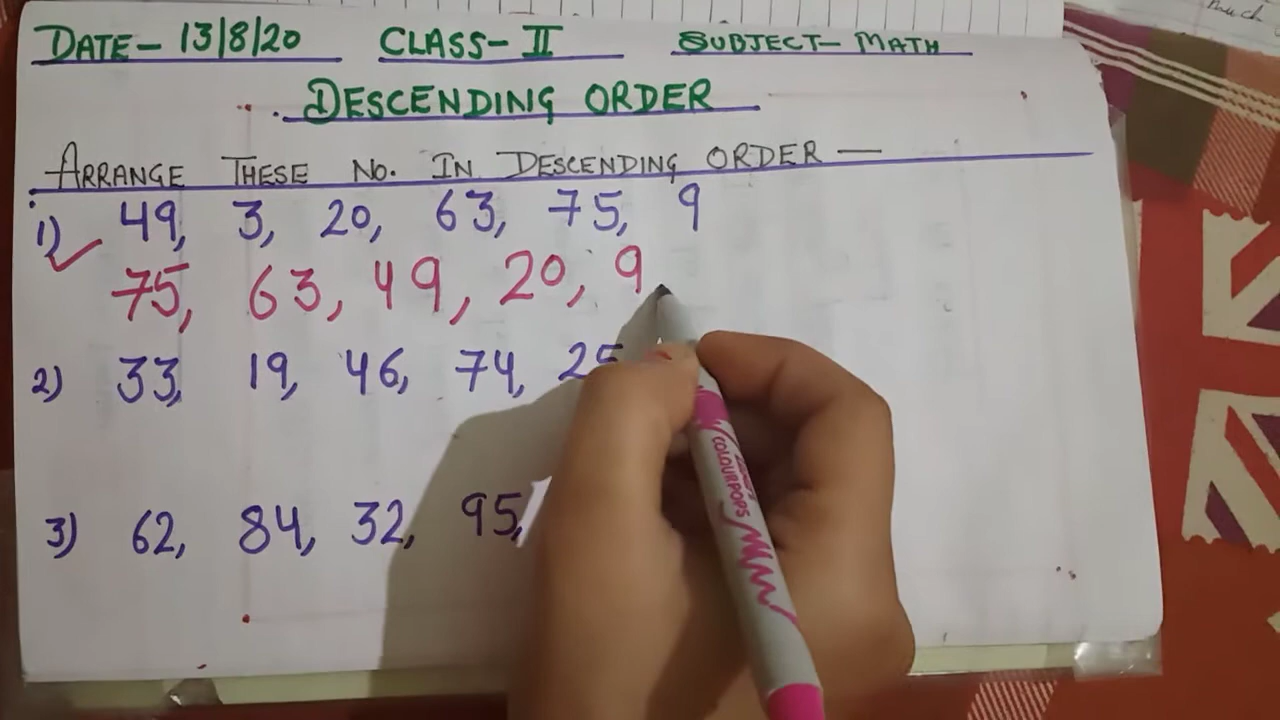 much
DATE- 13/8/20 CLASS- II SUBJECT- MATH
DESCENDING ORDER
ARRANGE THESE NO. IN DESCENDING ORDER —
1) 49, 3, 20, 63, 75, 9
75, 63, 49, 20, 9
2) 33, 19, 46, 74, 25
3) 62, 84, 32, 95,
COLOURPOPS